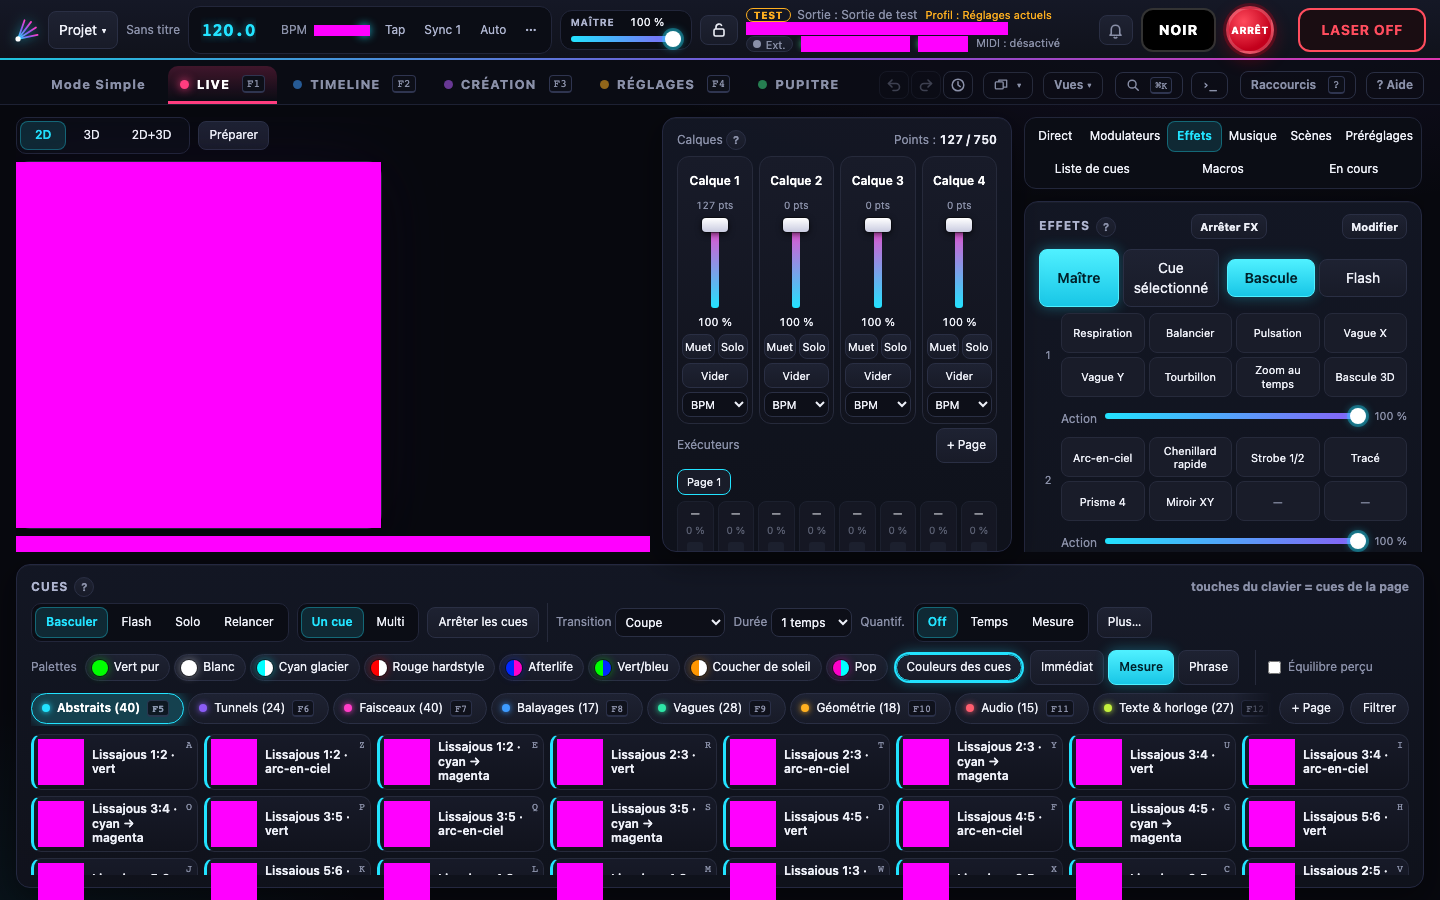 Projet ▾
Sans titre
120.0
BPM
Tap
Sync 1
Auto
···
MAÎTRE 100 %
TEST Sortie : Sortie de test Profil : Réglages actuels
Ext.
MIDI : désactivé
NOIR
ARRÊT
LASER OFF
Mode Simple
LIVE F1
TIMELINE F2
CRÉATION F3
RÉGLAGES F4
PUPITRE
Vues ▾
⌘K
Raccourcis ?
? Aide
2D 3D 2D+3D
Préparer
Calques ?
Points : 127 / 750
Calque 1 Calque 2 Calque 3 Calque 4
127 pts 0 pts 0 pts 0 pts
100 % 100 % 100 % 100 %
Muet Solo Muet Solo Muet Solo Muet Solo
Vider Vider Vider Vider
BPM BPM BPM BPM
Exécuteurs
+ Page
Page 1
— — — — — — — —
0 % 0 % 0 % 0 % 0 % 0 % 0 % 0 %
Direct Modulateurs Effets Musique Scènes Préréglages
Liste de cues Macros En cours
EFFETS ?
Arrêter FX
Modifier
Maître
Cue sélectionné
Bascule
Flash
1
Respiration Balancier Pulsation Vague X
Vague Y Tourbillon Zoom au temps Bascule 3D
Action 100 %
2
Arc-en-ciel Chenillard rapide Strobe 1/2 Tracé
Prisme 4 Miroir XY — —
Action 100 %
CUES ?
touches du clavier = cues de la page
Basculer Flash Solo Relancer
Un cue Multi
Arrêter les cues
Transition Coupe
Durée 1 temps
Quantif. Off Temps Mesure
Plus...
Palettes Vert pur Blanc Cyan glacier Rouge hardstyle Afterlife Vert/bleu Coucher de soleil Pop
Couleurs des cues
Immédiat Mesure Phrase
Équilibre perçu
Abstraits (40) F5
Tunnels (24) F6
Faisceaux (40) F7
Balayages (17) F8
Vagues (28) F9
Géométrie (18) F10
Audio (15) F11
Texte & horloge (27) F12
+ Page
Filtrer
Lissajous 1:2 · vert A
Lissajous 1:2 · arc-en-ciel Z
Lissajous 1:2 · cyan → magenta E
Lissajous 2:3 · vert R
Lissajous 2:3 · arc-en-ciel T
Lissajous 2:3 · cyan → magenta Y
Lissajous 3:4 · vert U
Lissajous 3:4 · arc-en-ciel I
Lissajous 3:4 · cyan → magenta O
Lissajous 3:5 · vert P
Lissajous 3:5 · arc-en-ciel Q
Lissajous 3:5 · cyan → magenta S
Lissajous 4:5 · vert D
Lissajous 4:5 · arc-en-ciel F
Lissajous 4:5 · cyan → magenta G
Lissajous 5:6 · vert H
J
Lissajous 5:6 · K
L
M
Lissajous 1:3 · W
X
C
Lissajous 2:5 · V